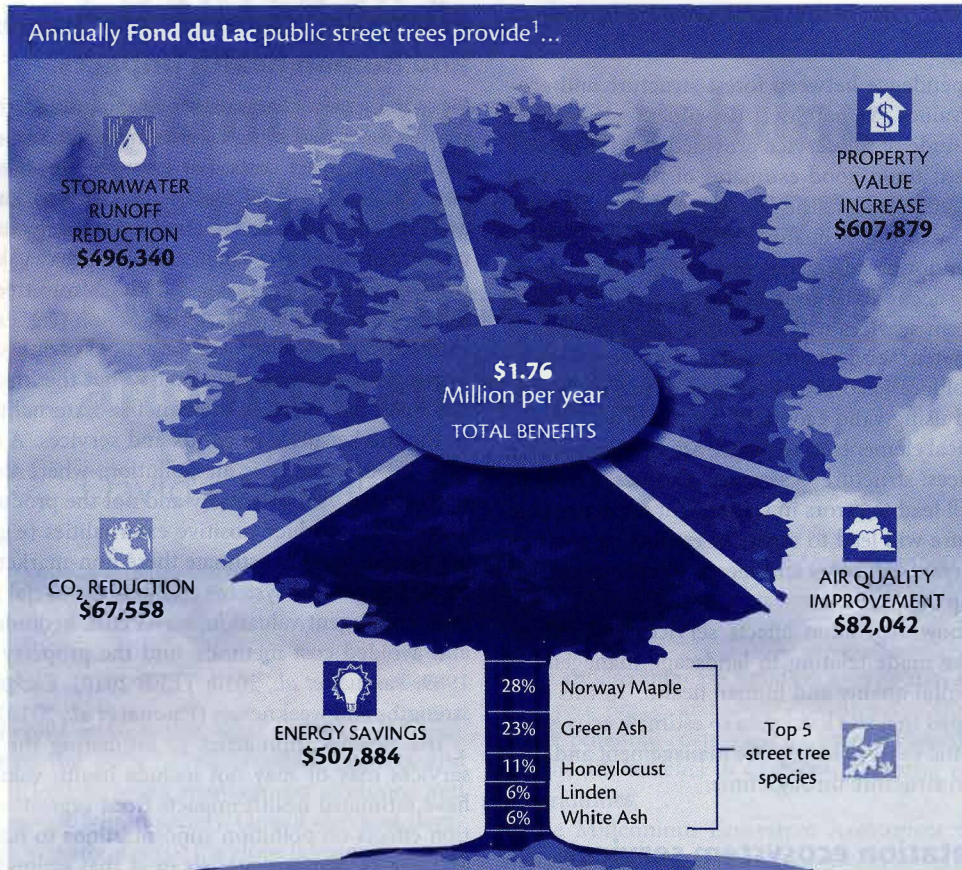 Annually Fond du Lac public street trees provide¹...
STORMWATER
RUNOFF
REDUCTION
$496,340
PROPERTY
VALUE
INCREASE
$607,879
$1.76
Million per year
TOTAL BENEFITS
CO₂ REDUCTION
$67,558
AIR QUALITY
IMPROVEMENT
$82,042
ENERGY SAVINGS
$507,884
28% Norway Maple
23% Green Ash
11% Honeylocust
6% Linden
6% White Ash
Top 5
street tree
species